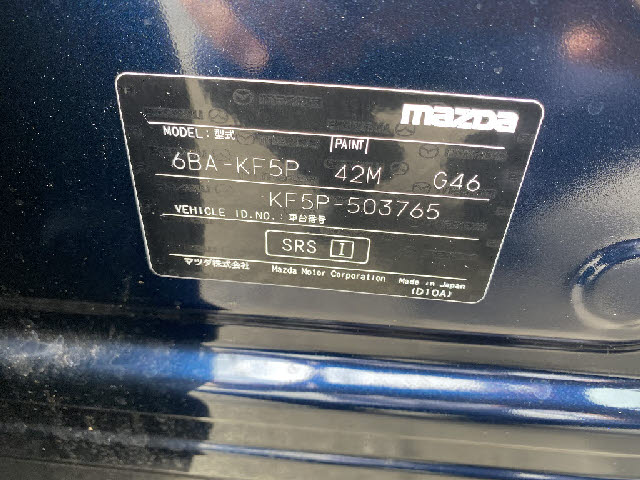 mazda
MODEL: 型式 PAINT
6BA-KF5P 42M G46
KF5P-503765
VEHICLE ID.NO.: 車台番号
SRS I
マツダ株式会社 Mazda Motor Corporation Made in Japan
(D10A)